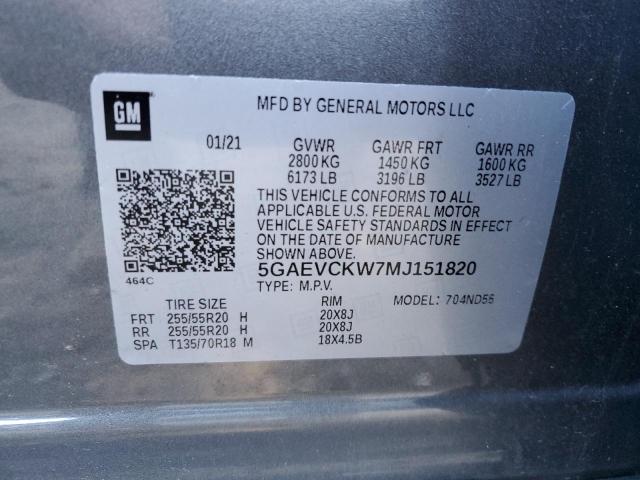 GM
MFD BY GENERAL MOTORS LLC
01/21 GVWR GAWR FRT GAWR RR
2800 KG 1450 KG 1600 KG
6173 LB 3196 LB 3527 LB
THIS VEHICLE CONFORMS TO ALL
APPLICABLE U.S. FEDERAL MOTOR
VEHICLE SAFETY STANDARDS IN EFFECT
ON THE DATE OF MANUFACTURE
SHOWN ABOVE.
5GAEVCKW7MJ151820
464C
TYPE: M.P.V.
TIRE SIZE RIM MODEL: 704ND56
FRT 255/55R20 H 20X8J
RR 255/55R20 H 20X8J
SPA T135/70R18 M 18X4.5B